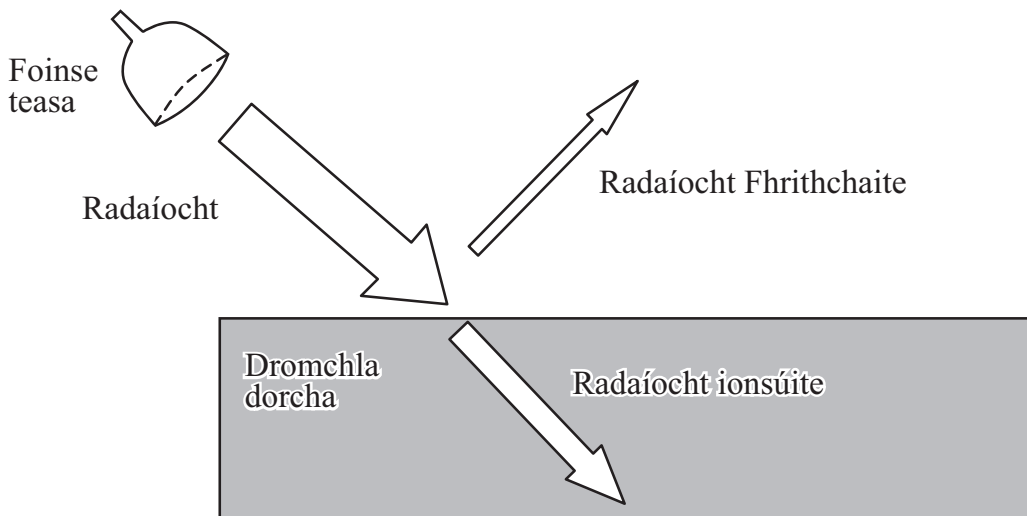 Foinse
teasa
Radaíocht
Radaíocht Fhrithchaite
Dromchla
dorcha
Radaíocht ionsúite